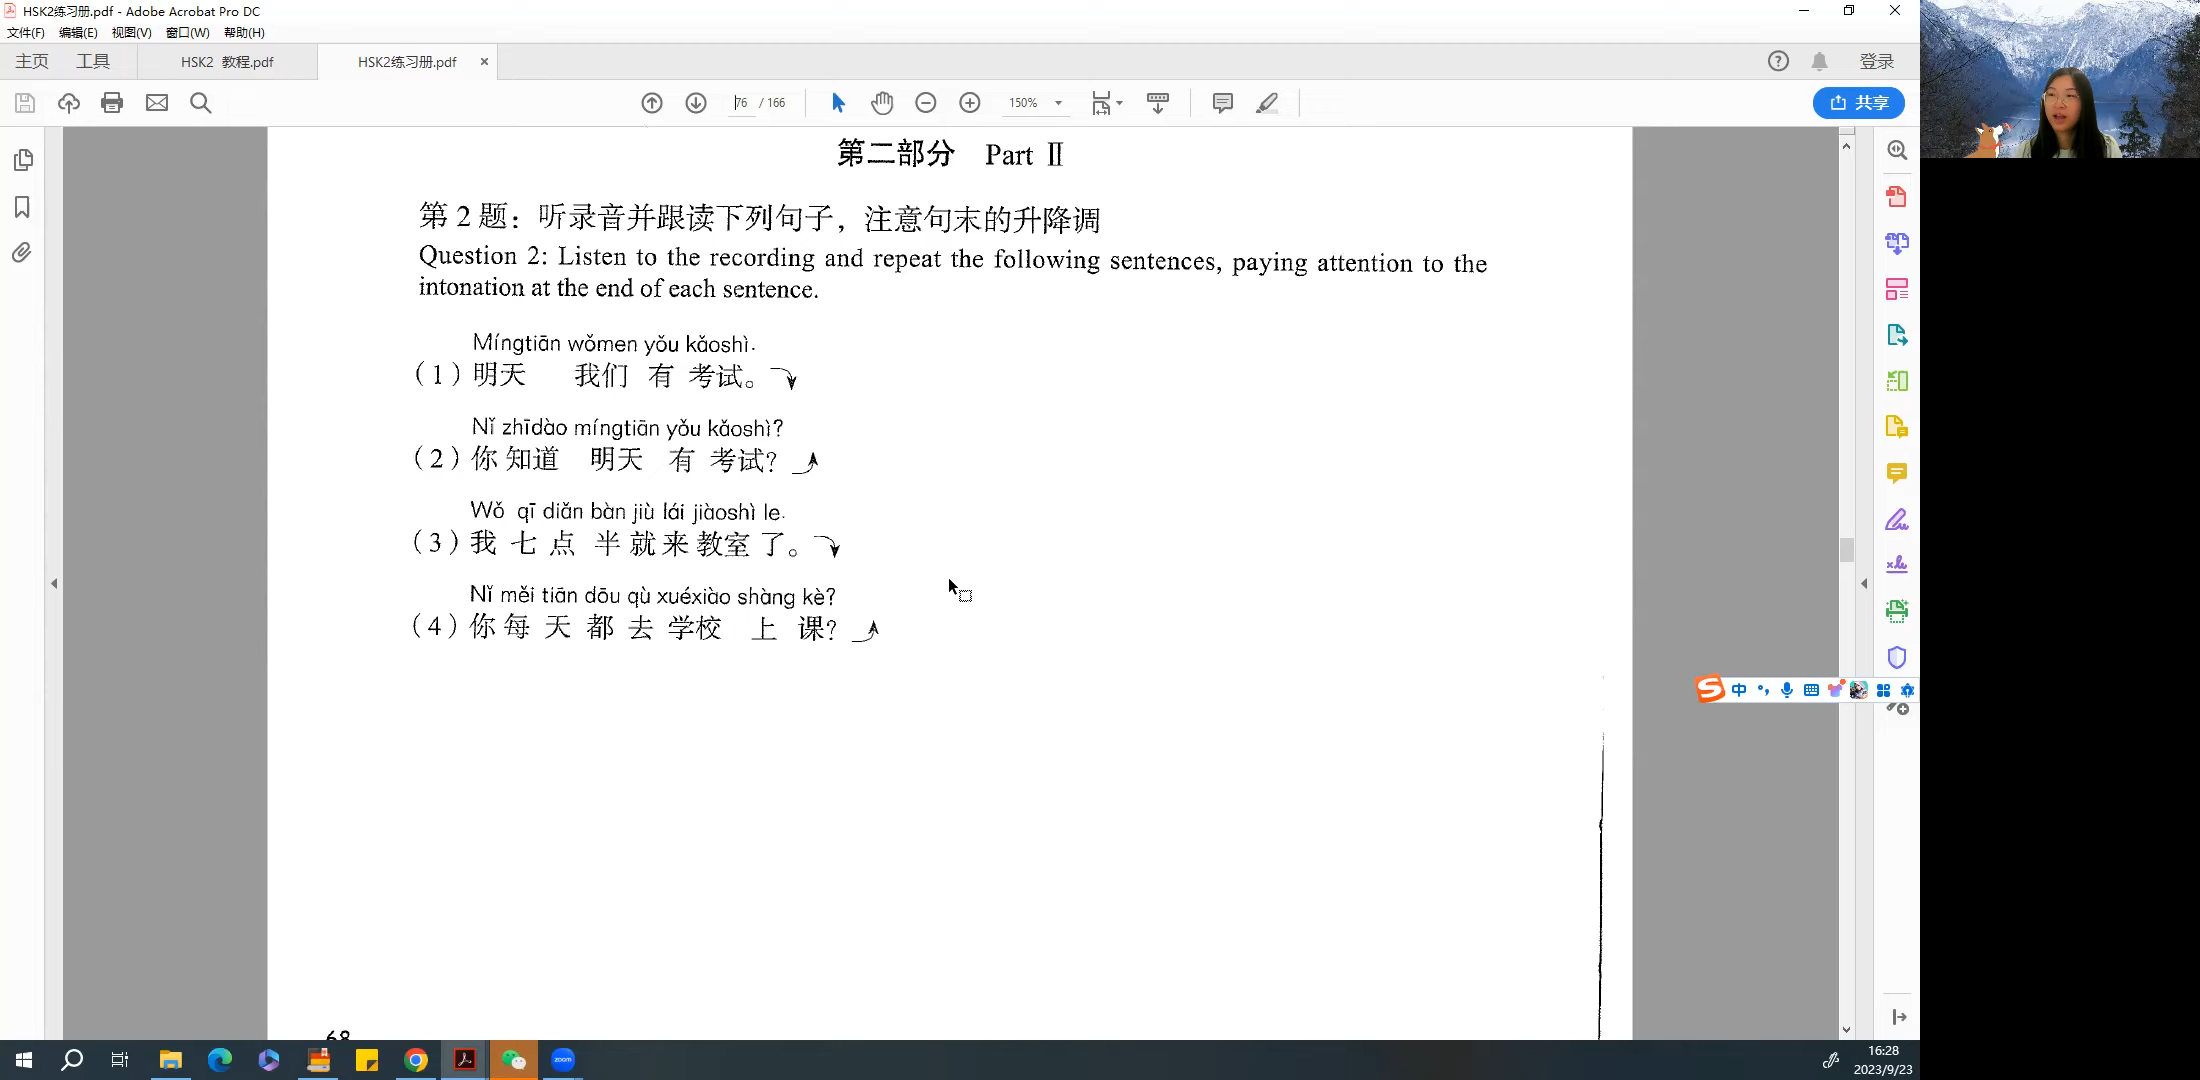 HSK2练习册.pdf - Adobe Acrobat Pro DC
文件(F) 编辑(E) 视图(V) 窗口(W) 帮助(H)
主页 工具 HSK2 教程.pdf HSK2练习册.pdf × 登录
76 / 166 150% 共享
第二部分 Part Ⅱ
第 2 题：听录音并跟读下列句子，注意句末的升降调
Question 2: Listen to the recording and repeat the following sentences, paying attention to the
intonation at the end of each sentence.
Míngtiān wǒmen yǒu kǎoshì.
（1）明天 我们 有 考试。
Nǐ zhīdào míngtiān yǒu kǎoshì?
（2）你 知道 明天 有 考试？
Wǒ qī diǎn bàn jiù lái jiàoshì le.
（3）我 七 点 半 就 来 教室 了。
Nǐ měi tiān dōu qù xuéxiào shàng kè?
（4）你 每 天 都 去 学校 上 课？
中
68
zoom
16:28
2023/9/23